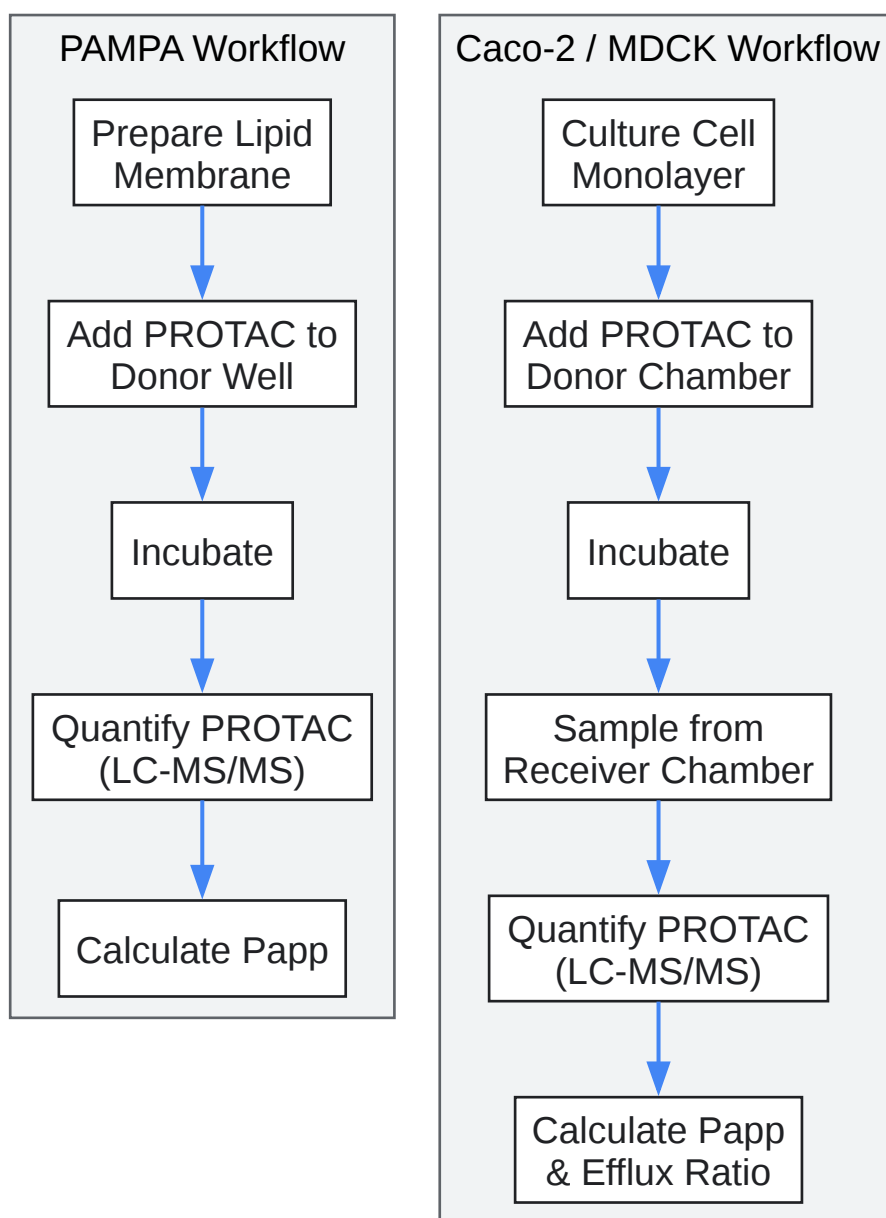 PAMPA Workflow
Prepare Lipid
Membrane
Add PROTAC to
Donor Well
Incubate
Quantify PROTAC
(LC-MS/MS)
Calculate Papp
Caco-2 / MDCK Workflow
Culture Cell
Monolayer
Add PROTAC to
Donor Chamber
Incubate
Sample from
Receiver Chamber
Quantify PROTAC
(LC-MS/MS)
Calculate Papp
& Efflux Ratio